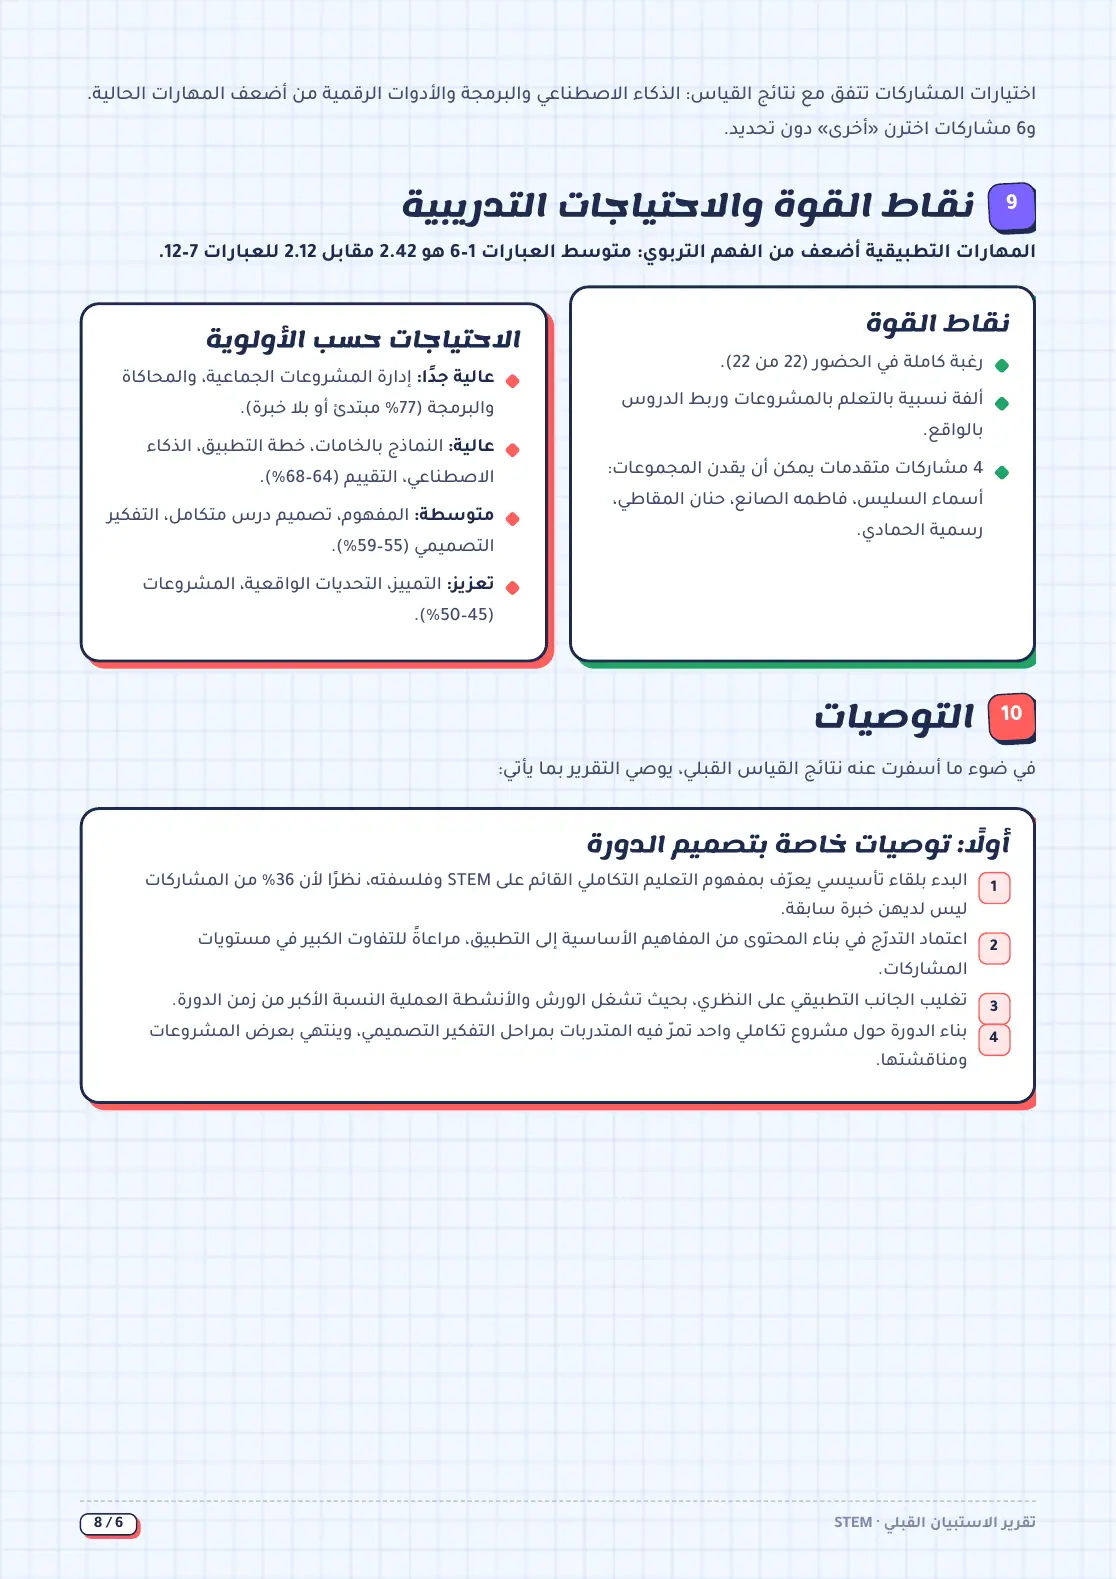 اختيارات المشاركات تتفق مع نتائج القياس: الذكاء الاصطناعي والبرمجة والأدوات الرقمية من أضعف المهارات الحالية.
و6 مشاركات اخترن «أخرى» دون تحديد.
9
نقاط القوة والاحتياجات التدريبية
المهارات التطبيقية أضعف من الفهم التربوي: متوسط العبارات 1-6 هو 2.42 مقابل 2.12 للعبارات 7-12.
نقاط القوة
رغبة كاملة في الحضور (22 من 22).
ألفة نسبية بالتعلم بالمشروعات وربط الدروس
بالواقع.
4 مشاركات متقدمات يمكن أن يقدن المجموعات:
أسماء السليس، فاطمه الصانع، حنان المقاطي،
رسمية الحمادي.
الاحتياجات حسب الأولوية
عالية جدًا: إدارة المشروعات الجماعية، والمحاكاة
والبرمجة (77% مبتدئ أو بلا خبرة).
عالية: النماذج بالخامات، خطة التطبيق، الذكاء
الاصطناعي، التقييم (64-68%).
متوسطة: المفهوم، تصميم درس متكامل، التفكير
التصميمي (55-59%).
تعزيز: التمييز، التحديات الواقعية، المشروعات
(45-50%).
10
التوصيات
في ضوء ما أسفرت عنه نتائج القياس القبلي، يوصي التقرير بما يأتي:
أولًا: توصيات خاصة بتصميم الدورة
1 البدء بلقاء تأسيسي يعرّف بمفهوم التعليم التكاملي القائم على STEM وفلسفته، نظرًا لأن 36% من المشاركات
ليس لديهن خبرة سابقة.
2 اعتماد التدرّج في بناء المحتوى من المفاهيم الأساسية إلى التطبيق، مراعاةً للتفاوت الكبير في مستويات
المشاركات.
3 تغليب الجانب التطبيقي على النظري، بحيث تشغل الورش والأنشطة العملية النسبة الأكبر من زمن الدورة.
4 بناء الدورة حول مشروع تكاملي واحد تمرّ فيه المتدربات بمراحل التفكير التصميمي، وينتهي بعرض المشروعات
ومناقشتها.
تقرير الاستبيان القبلي · STEM
8 / 6